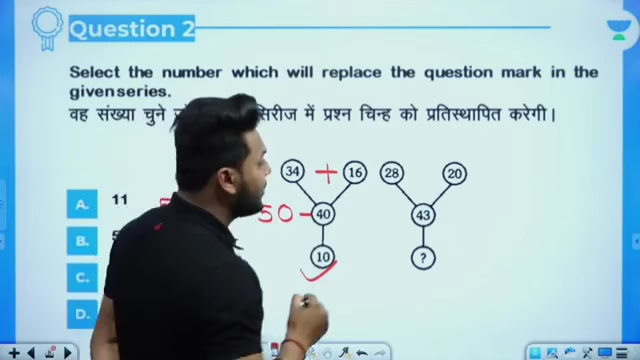 Question 2
Select the number which will replace the question mark in the
given series.
वह संख्या चुने सिरीज में प्रश्न चिन्ह को प्रतिस्थापित करेगी।
34 + 16 28 20
A. 11
50 - 40 43
B.
10 ?
C.
D.